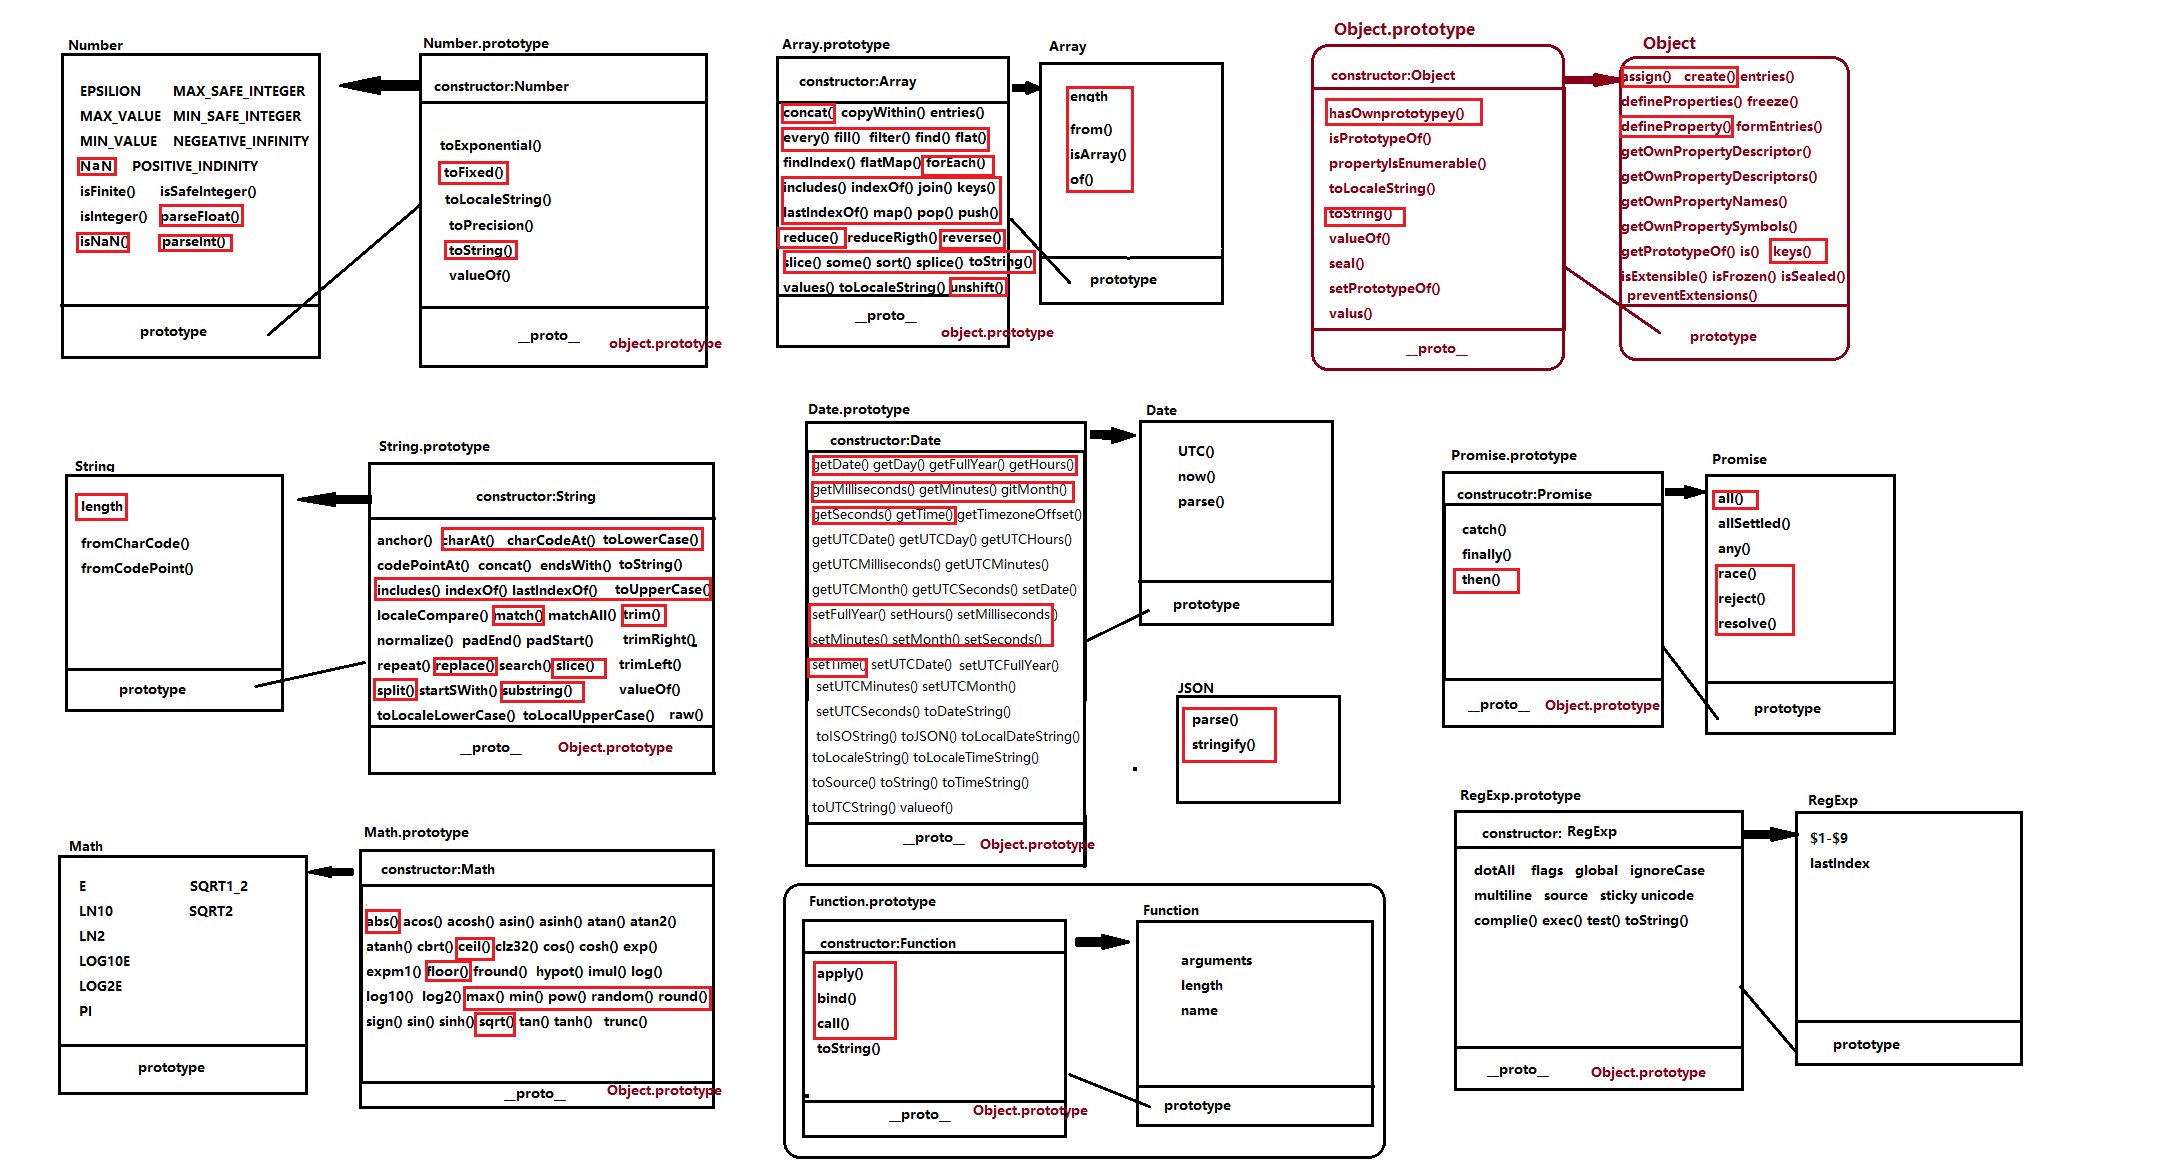 Number
EPSILION MAX_SAFE_INTEGER
MAX_VALUE MIN_SAFE_INTEGER
MIN_VALUE NEGEATIVE_INFINITY
NaN POSITIVE_INDINITY
isFinite() isSafeInteger()
isInteger() parseFloat()
isNaN() parseInt()
prototype
Number.prototype
constructor:Number
toExponential()
toFixed()
toLocaleString()
toPrecision()
toString()
valueOf()
__proto__ object.prototype
Array.prototype
constructor:Array
concat() copyWithin() entries()
every() fill() filter() find() flat()
findIndex() flatMap() forEach()
includes() indexOf() join() keys()
lastIndexOf() map() pop() push()
reduce() reduceRigth() reverse()
slice() some() sort() splice() toString()
values() toLocaleString() unshift()
__proto__
object.prototype
Array
ength
from()
isArray()
of()
prototype
Object.prototype
constructor:Object
hasOwnprototypey()
isPrototypeOf()
propertyIsEnumerable()
toLocaleString()
toString()
valueOf()
seal()
setPrototypeOf()
valus()
__proto__
Object
assign() create() entries()
defineProperties() freeze()
defineProperty() formEntries()
getOwnPropertyDescriptor()
getOwnPropertyDescriptors()
getOwnPropertyNames()
getOwnPropertySymbols()
getPrototypeOf() is() keys()
isExtensible() isFrozen() isSealed()
preventExtensions()
prototype
String
length
fromCharCode()
fromCodePoint()
prototype
String.prototype
constructor:String
anchor() charAt() charCodeAt() toLowerCase()
codePointAt() concat() endsWith() toString()
includes() indexOf() lastIndexOf() toUpperCase()
localeCompare() match() matchAll() trim()
normalize() padEnd() padStart() trimRight()
repeat() replace() search() slice() trimLeft()
split() startSWith() substring() valueOf()
toLocaleLowerCase() toLocalUpperCase() raw()
__proto__ Object.prototype
Date.prototype
constructor:Date
getDate() getDay() getFullYear() getHours()
getMilliseconds() getMinutes() gitMonth()
getSeconds() getTime() getTimezoneOffset()
getUTCDate() getUTCDay() getUTCHours()
getUTCMilliseconds() getUTCMinutes()
getUTCMonth() getUTCSeconds() setDate()
setFullYear() setHours() setMilliseconds()
setMinutes() setMonth() setSeconds()
setTime() setUTCDate() setUTCFullYear()
setUTCMinutes() setUTCMonth()
setUTCSeconds() toDateString()
toISOString() toJSON() toLocalDateString()
toLocaleString() toLocaleTimeString()
toSource() toString() toTimeString()
toUTCString() valueof()
__proto__ Object.prototype
Date
UTC()
now()
parse()
prototype
JSON
parse()
stringify()
Promise.prototype
construcotr:Promise
catch()
finally()
then()
__proto__ Object.prototype
Promise
all()
allSettled()
any()
race()
reject()
resolve()
prototype
Math
E SQRT1_2
LN10 SQRT2
LN2
LOG10E
LOG2E
PI
prototype
Math.prototype
constructor:Math
abs() acos() acosh() asin() asinh() atan() atan2()
atanh() cbrt() ceil() clz32() cos() cosh() exp()
expm1() floor() fround() hypot() imul() log()
log10() log2() max() min() pow() random() round()
sign() sin() sinh() sqrt() tan() tanh() trunc()
__proto__ Object.prototype
Function.prototype
constructor:Function
apply()
bind()
call()
toString()
__proto__ Object.prototype
Function
arguments
length
name
prototype
RegExp.prototype
constructor: RegExp
dotAll flags global ignoreCase
multiline source sticky unicode
complie() exec() test() toString()
__proto__ Object.prototype
RegExp
$1-$9
lastIndex
prototype